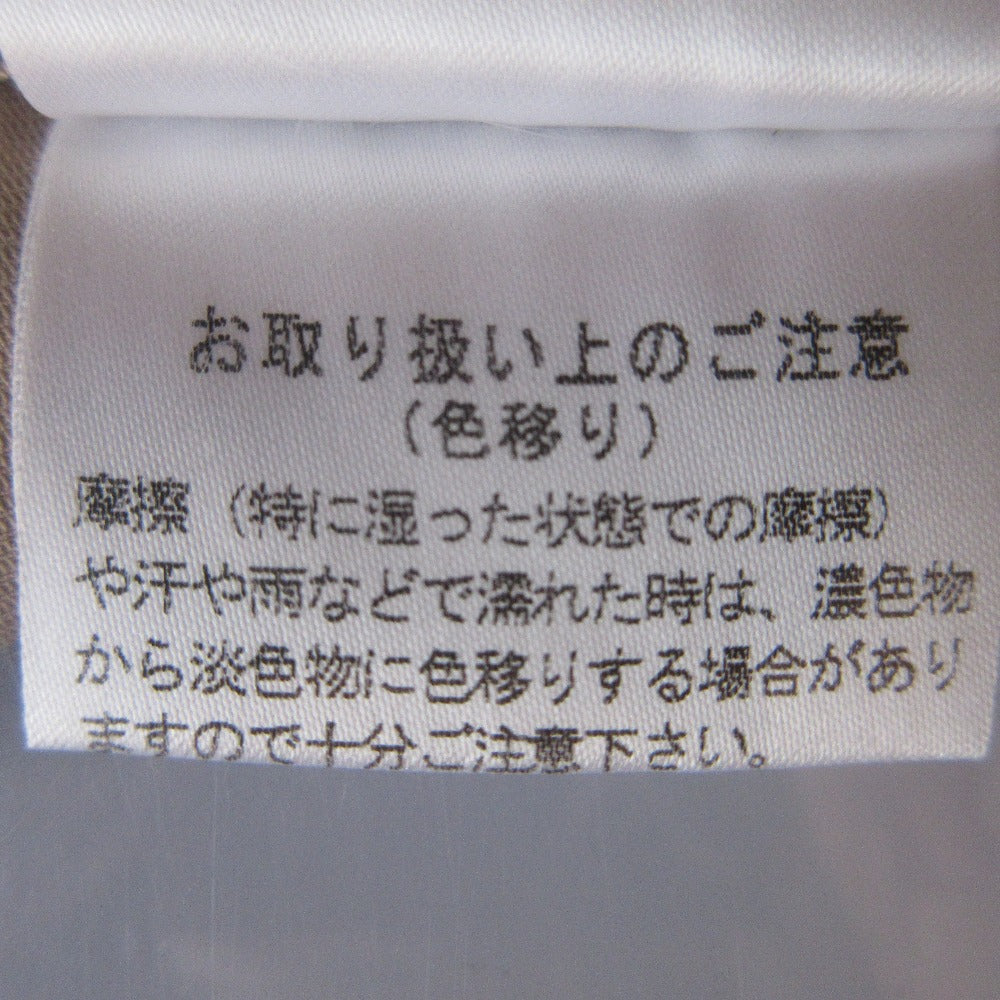 お取り扱い上のご注意
(色移り)
摩擦(特に湿った状態での摩擦)
や汗や雨などで濡れた時は、濃色物
から淡色物に色移りする場合があり
ますので十分ご注意下さい。